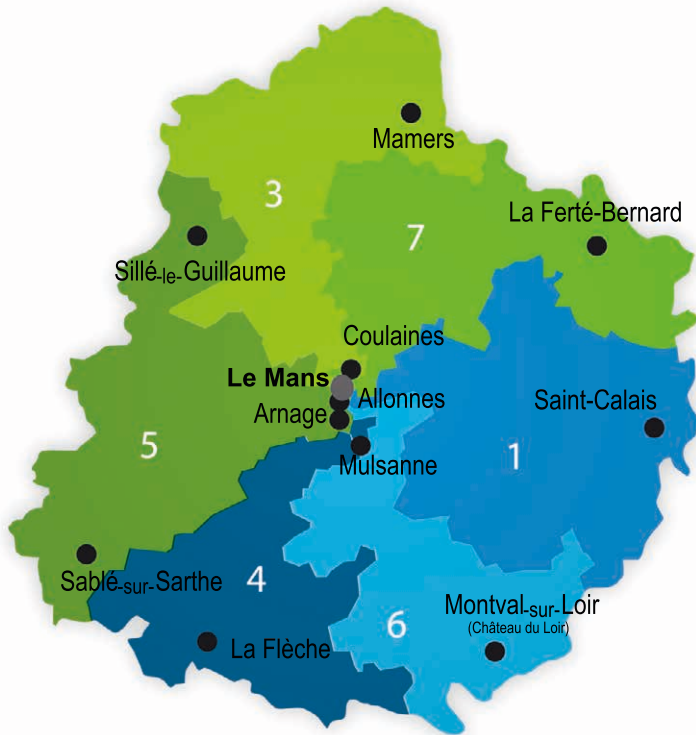 Mamers
3
La Ferté-Bernard
7
Sillé-le-Guillaume
Coulaines
Le Mans
Allonnes
Saint-Calais
Arnage
5
Mulsanne
1
Sablé-sur-Sarthe
4
Montval-sur-Loir
6
(Château du Loir)
La Flèche